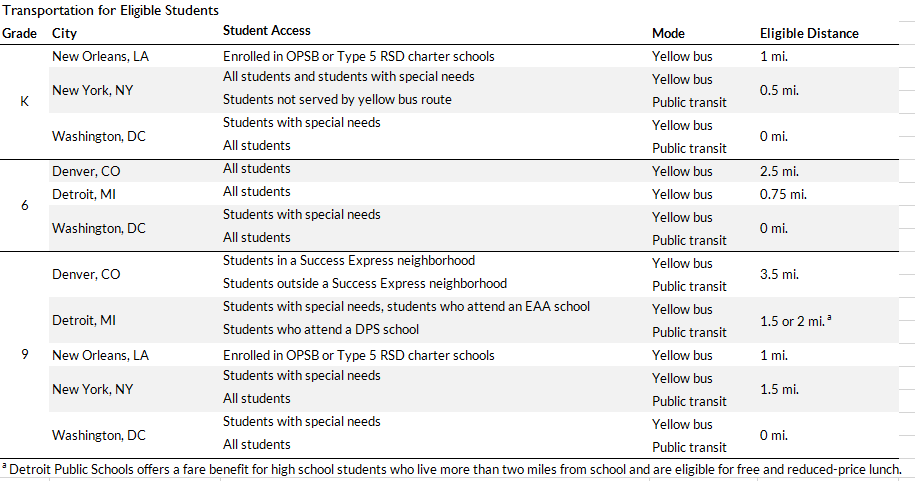 Transportation for Eligible Students
Grade City Student Access Mode Eligible Distance
K
New Orleans, LA Enrolled in OPSB or Type 5 RSD charter schools Yellow bus 1 mi.
New York, NY All students and students with special needs Yellow bus 0.5 mi.
Students not served by yellow bus route Public transit
Washington, DC Students with special needs Yellow bus 0 mi.
All students Public transit
6
Denver, CO All students Yellow bus 2.5 mi.
Detroit, MI All students Yellow bus 0.75 mi.
Washington, DC Students with special needs Yellow bus 0 mi.
All students Public transit
9
Denver, CO Students in a Success Express neighborhood Yellow bus 3.5 mi.
Students outside a Success Express neighborhood Public transit
Detroit, MI Students with special needs, students who attend an EAA school Yellow bus 1.5 or 2 mi. a
Students who attend a DPS school Public transit
New Orleans, LA Enrolled in OPSB or Type 5 RSD charter schools Yellow bus 1 mi.
New York, NY Students with special needs Yellow bus 1.5 mi.
All students Public transit
Washington, DC Students with special needs Yellow bus 0 mi.
All students Public transit
a Detroit Public Schools offers a fare benefit for high school students who live more than two miles from school and are eligible for free and reduced-price lunch.